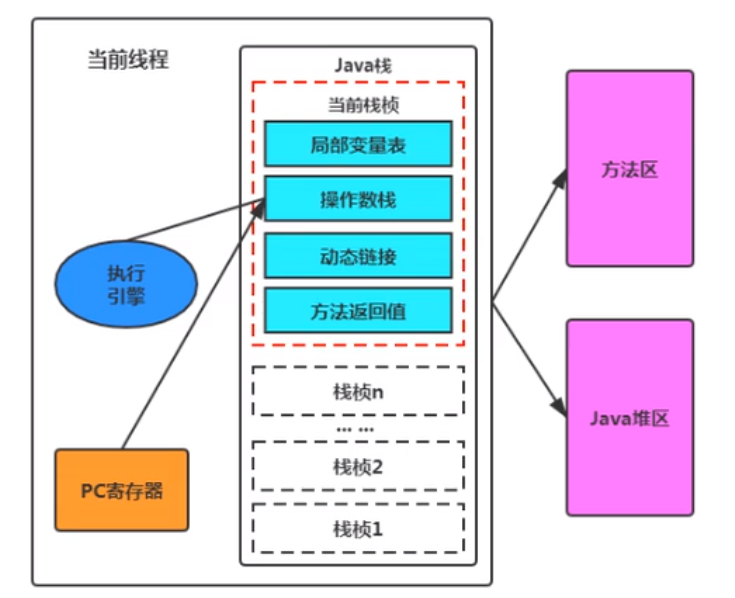 当前线程
Java栈
当前栈桢
局部变量表
操作数栈
动态链接
方法返回值
执行
引擎
PC寄存器
栈桢n
... ...
栈桢2
栈桢1
方法区
Java堆区